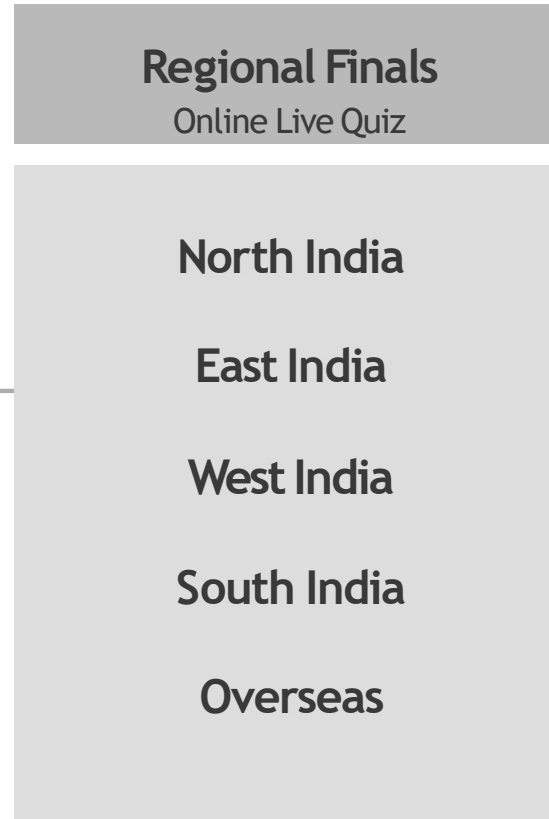 Regional Finals
Online Live Quiz
North India
East India
West India
South India
Overseas